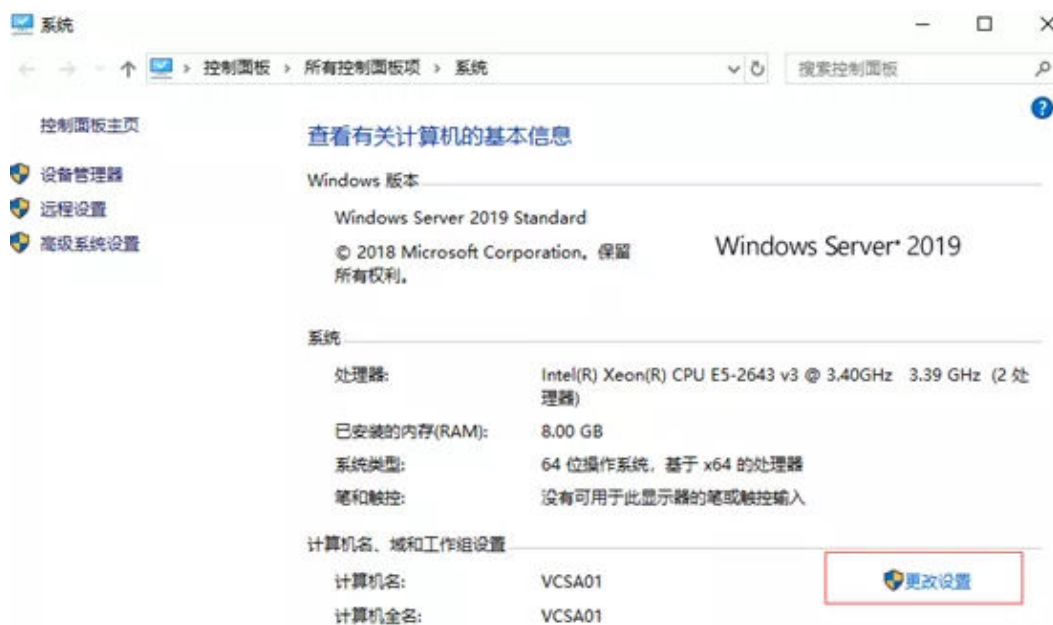 系统
控制面板 › 所有控制面板项 › 系统
搜索控制面板
控制面板主页
设备管理器
远程设置
高级系统设置
查看有关计算机的基本信息
Windows 版本
Windows Server 2019 Standard
© 2018 Microsoft Corporation。保留
所有权利。
Windows Server• 2019
系统
处理器: Intel(R) Xeon(R) CPU E5-2643 v3 @ 3.40GHz 3.39 GHz (2 处
理器)
已安装的内存(RAM): 8.00 GB
系统类型: 64 位操作系统，基于 x64 的处理器
笔和触控: 没有可用于此显示器的笔或触控输入
计算机名、域和工作组设置
计算机名: VCSA01
更改设置
计算机全名: VCSA01